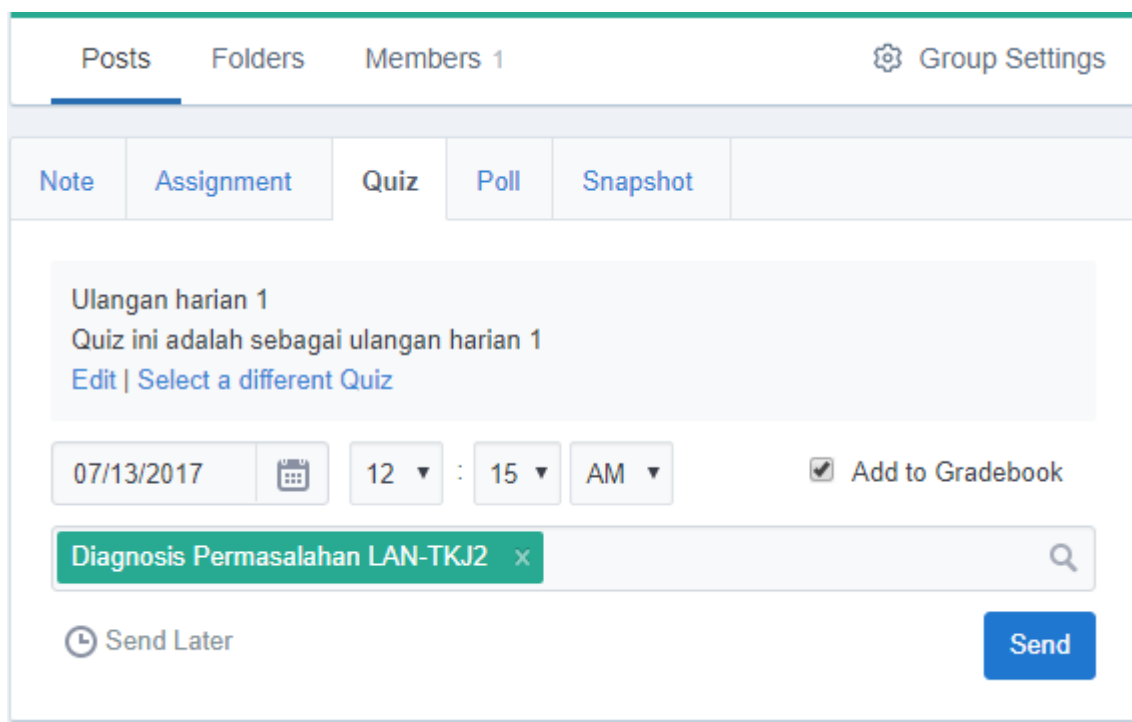 Posts Folders Members 1 Group Settings
Note Assignment Quiz Poll Snapshot
Ulangan harian 1
Quiz ini adalah sebagai ulangan harian 1
Edit | Select a different Quiz
07/13/2017 12 : 15 AM Add to Gradebook
Diagnosis Permasalahan LAN-TKJ2 x
Send Later Send